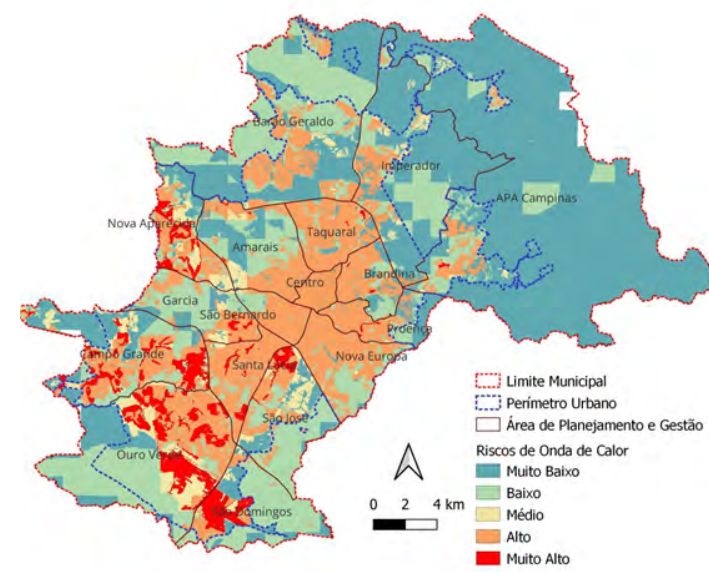 Barão Geraldo
Imperador
APA Campinas
Nova Aparecida
Taquaral
Amarais
Centro
Brandina
Garcia
São Bernardo
Proença
Campo Grande
Santa Lúcia
Nova Europa
São José
Ouro Verde
São Domingos
Limite Municipal
Perímetro Urbano
Área de Planejamento e Gestão
Riscos de Onda de Calor
Muito Baixo
Baixo
Médio
Alto
Muito Alto
0 2 4 km